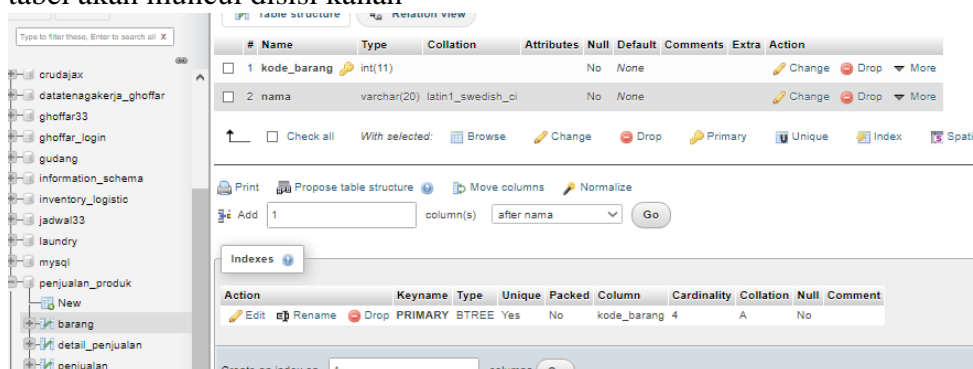 tabel akan muncul disisi kanan
Table structure Relation view
Type to filter these, Enter to search all X
crudajax
datatenagakerja_ghoffar
ghoffar33
ghoffar_login
gudang
information_schema
inventory_logistic
jadwal33
laundry
mysql
penjualan_produk
New
barang
detail_penjualan
penjualan
# Name Type Collation Attributes Null Default Comments Extra Action
1 kode_barang int(11) No None Change Drop More
2 nama varchar(20) latin1_swedish_ci No None Change Drop More
Check all With selected: Browse Change Drop Primary Unique Index Spati
Print Propose table structure Move columns Normalize
Add 1 column(s) after nama Go
Indexes
Action Keyname Type Unique Packed Column Cardinality Collation Null Comment
Edit Rename Drop PRIMARY BTREE Yes No kode_barang 4 A No